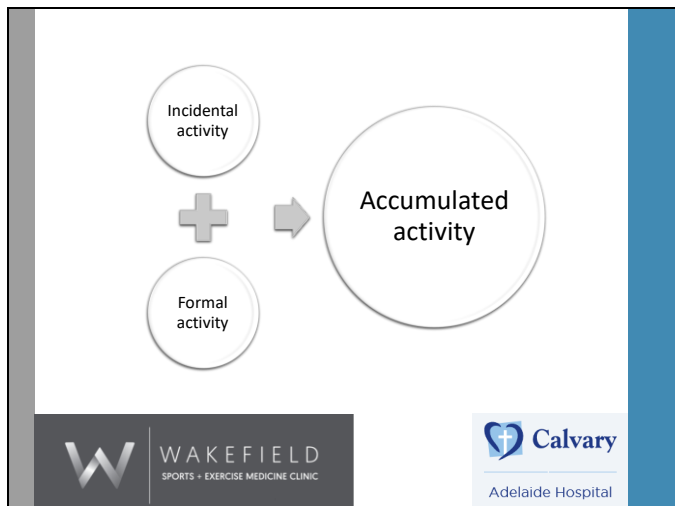 Incidental
activity
Formal
activity
Accumulated
activity
WAKEFIELD
SPORTS + EXERCISE MEDICINE CLINIC
Calvary
Adelaide Hospital